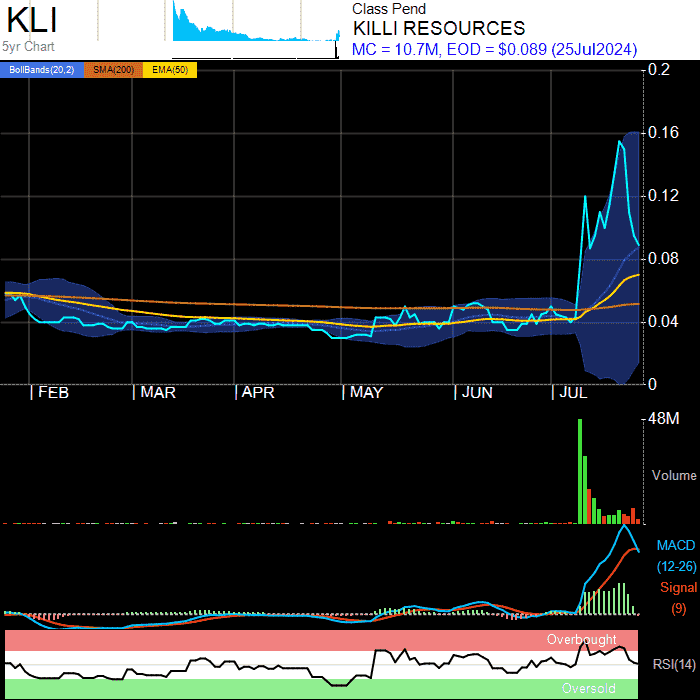 KLI
5yr Chart
Class Pend
KILLI RESOURCES
MC = 10.7M, EOD = $0.089 (25Jul2024)
BollBands(20,2) SMA(200) EMA(50)
0.2
0.16
0.12
0.08
0.04
0
FEB MAR APR MAY JUN JUL
48M
Volume
MACD
(12-26)
Signal
(9)
Overbought
RSI(14)
Oversold